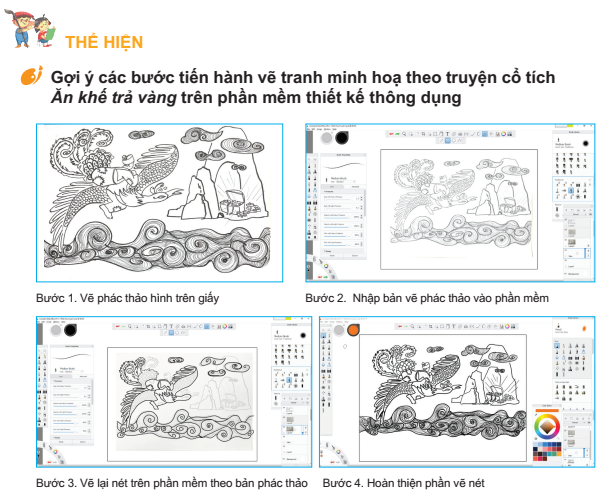 THỂ HIỆN
Gợi ý các bước tiến hành vẽ tranh minh hoạ theo truyện cổ tích
Ăn khế trả vàng trên phần mềm thiết kế thông dụng
Bước 1. Vẽ phác thảo hình trên giấy
Bước 2. Nhập bản vẽ phác thảo vào phần mềm
Bước 3. Vẽ lại nét trên phần mềm theo bản phác thảo
Bước 4. Hoàn thiện phần vẽ nét